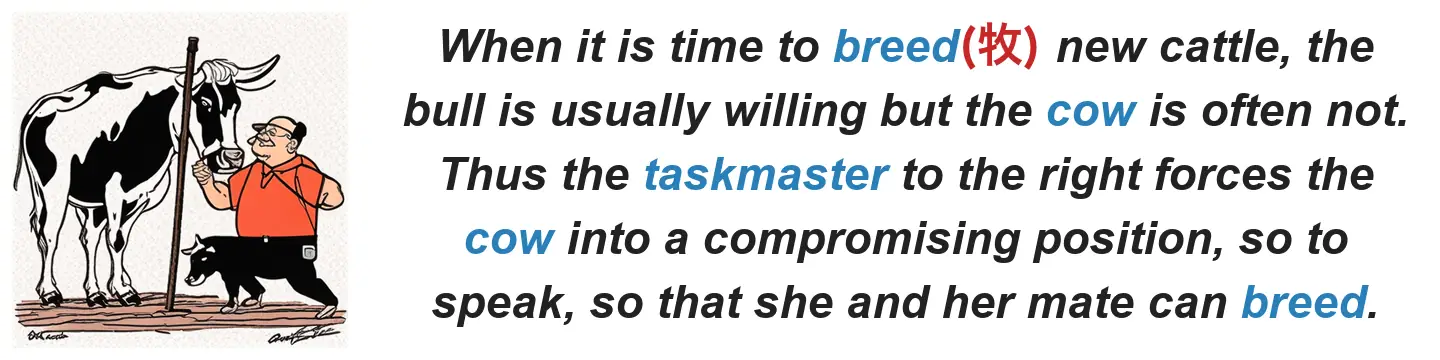 When it is time to breed(牧) new cattle, the
bull is usually willing but the cow is often not.
Thus the taskmaster to the right forces the
cow into a compromising position, so to
speak, so that she and her mate can breed.